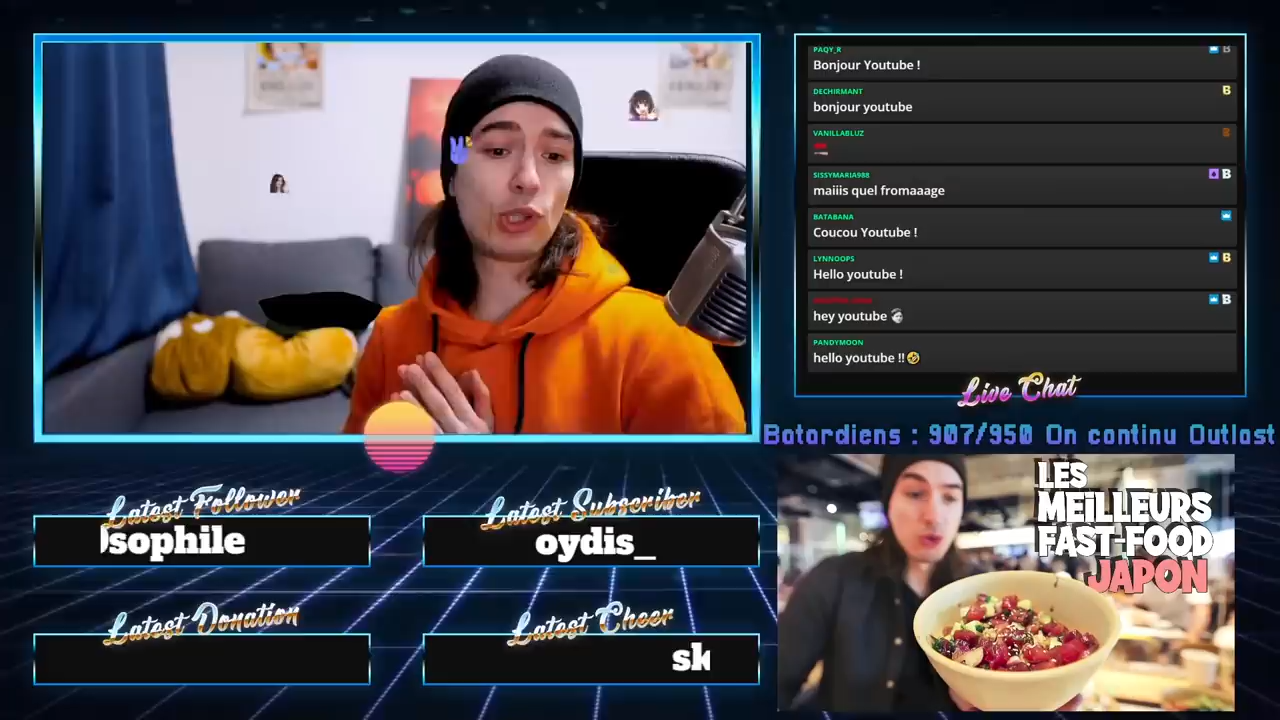 PAQY_R
Bonjour Youtube !
DECHIRMANT
bonjour youtube
VANILLABLUZ
SISSYMARIA988
maiiis quel fromaaage
BATABANA
Coucou Youtube !
LYNNOOPS
Hello youtube !
hey youtube
PANDYMOON
hello youtube !!
Live Chat
Batardiens : 907/950 On continu Outlast
Latest Follower
sophile
Latest Subscriber
oydis_
Latest Donation
Latest Cheer
sk
LES
MEILLEURS
FAST-FOOD
JAPON